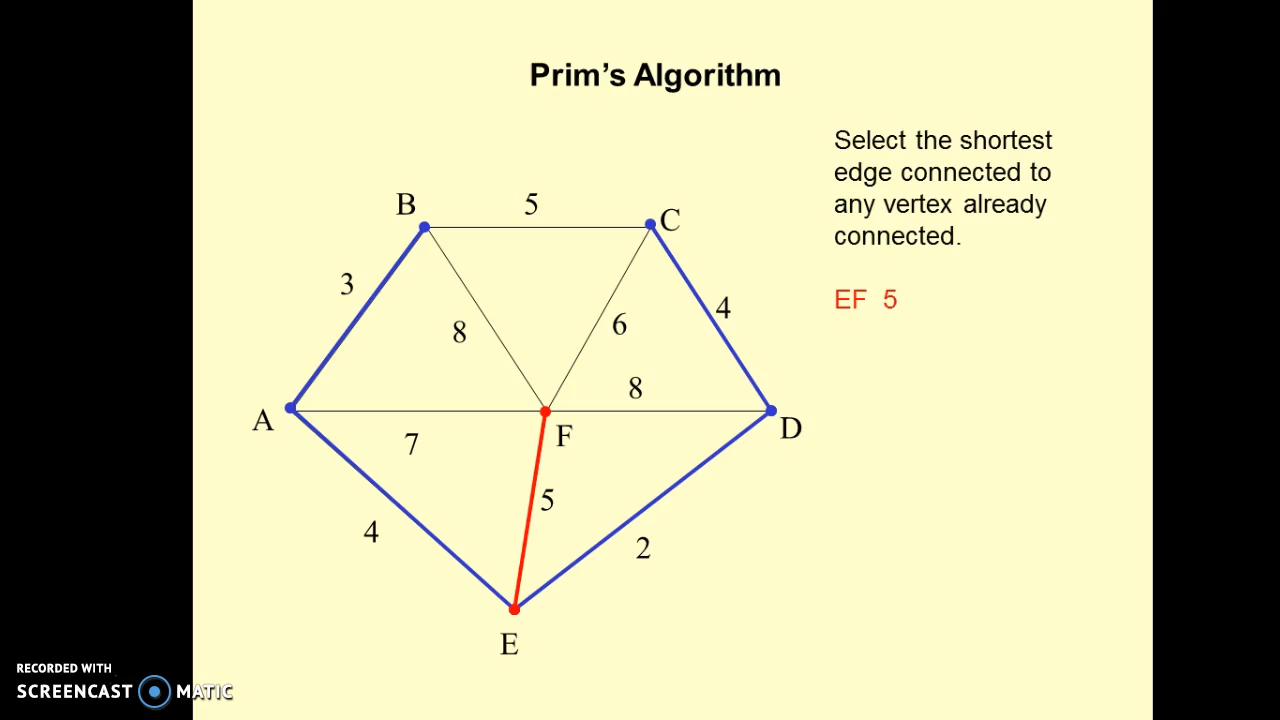 Prim's Algorithm
Select the shortest
edge connected to
any vertex already
connected.
EF 5
B
5
C
3
8
6
4
8
A
7
F
D
5
4
2
E
RECORDED WITH
SCREENCAST MATIC